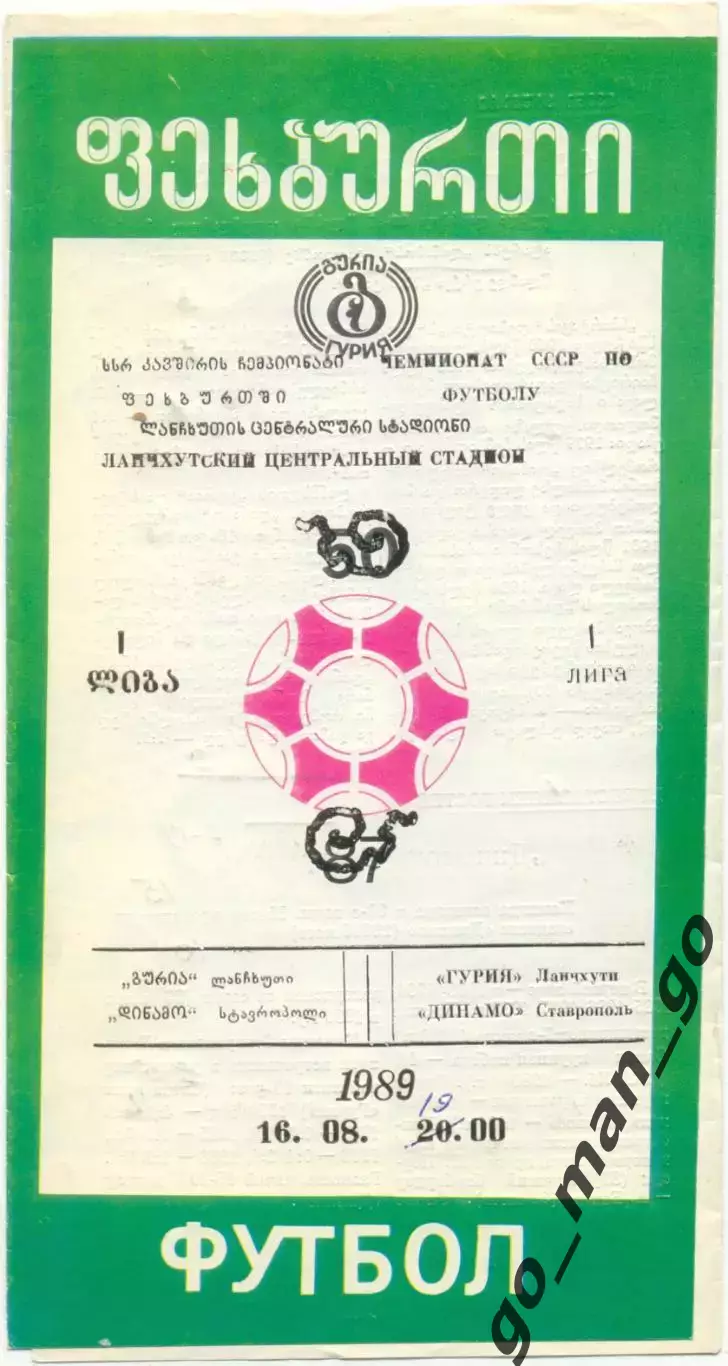 ფეხბურთი
გურია
ГУРИЯ
სსრ კავშირის ჩემპიონატი ЧЕМПИОНАТ СССР ПО
ფეხბურთში ФУТБОЛУ
ლანჩხუთის ცენტრალური სტადიონი
ЛАНЧХУТСКИЙ ЦЕНТРАЛЬНЫЙ СТАДИОН
I 1
ლიგა ЛИГА
„გურია“ ლანჩხუთი «ГУРИЯ» Ланчхути
„დინამო“ სტავროპოლი «ДИНАМО» Ставрополь
1989
19
16. 08. 20.00
ФУТБОЛ
go_man_go